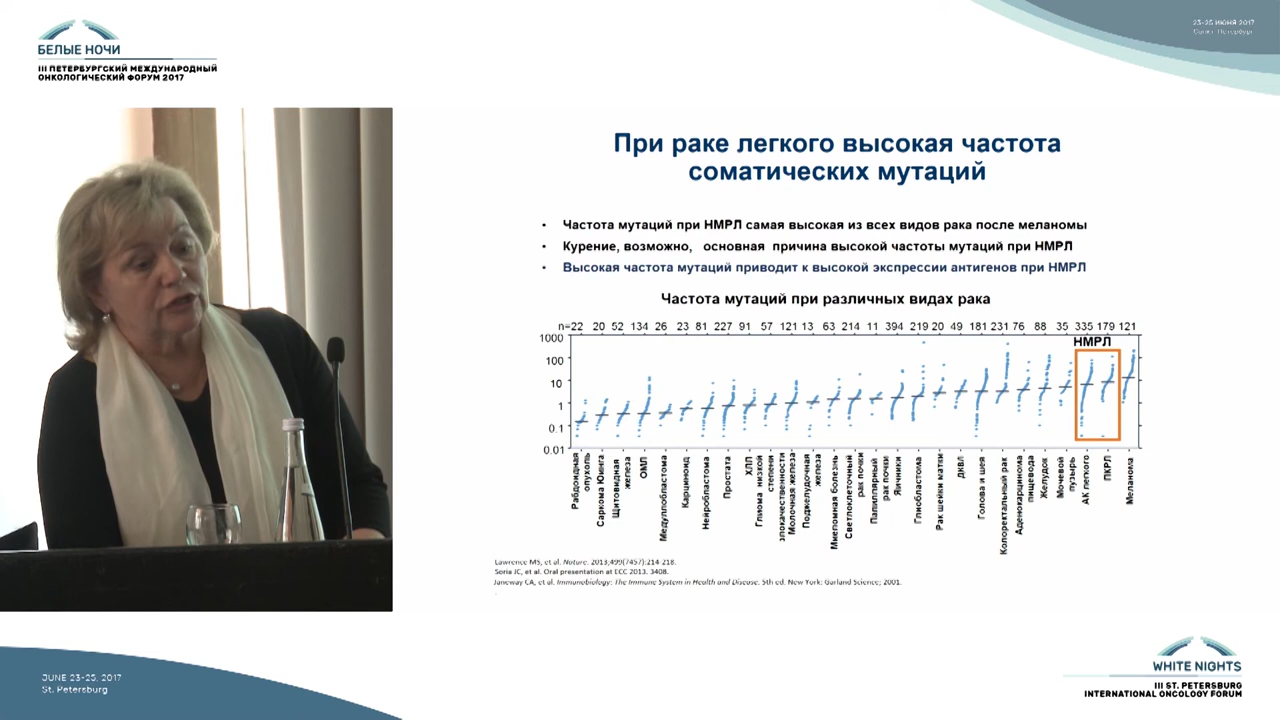 БЕЛЫЕ НОЧИ
III ПЕТЕРБУРГСКИЙ МЕЖДУНАРОДНЫЙ
ОНКОЛОГИЧЕСКИЙ ФОРУМ 2017
23-25 ИЮНЯ 2017
Санкт-Петербург
При раке легкого высокая частота
соматических мутаций
• Частота мутаций при НМРЛ самая высокая из всех видов рака после меланомы
• Курение, возможно, основная причина высокой частоты мутаций при НМРЛ
• Высокая частота мутаций приводит к высокой экспрессии антигенов при НМРЛ
Частота мутаций при различных видах рака
n=22 20 52 134 26 23 81 227 91 57 121 13 63 214 11 394 219 20 49 181 231 76 88 35 335 179 121
НМРЛ
1000
100
10
1
0.1
0.01
Рабдоидная опухоль
Саркома Юинга
Щитовидная железа
ОМЛ
Медуллобластома
Карциноид
Нейробластома
Простата
ХЛЛ
Глиома низкой степени злокачественности
Молочная железа
Поджелудочная железа
Миеломная болезнь
Светлоклеточный рак почки
Папиллярный рак почки
Яичники
Глиобластома
Рак шейки матки
ДКВЛ
Голова и шея
Колоректальный рак
Аденокарцинома пищевода
Желудок
Мочевой пузырь
АК легкого
ПКРЛ
Меланома
Lawrence MS, et al. Nature. 2013;499(7457):214-218.
Soria JC, et al. Oral presentation at ECC 2013. 3408.
Janeway CA, et al. Immunobiology: The Immune System in Health and Disease. 5th ed. New York: Garland Science; 2001.
JUNE 23-25, 2017
St. Petersburg
WHITE NIGHTS
III ST. PETERSBURG
INTERNATIONAL ONCOLOGY FORUM